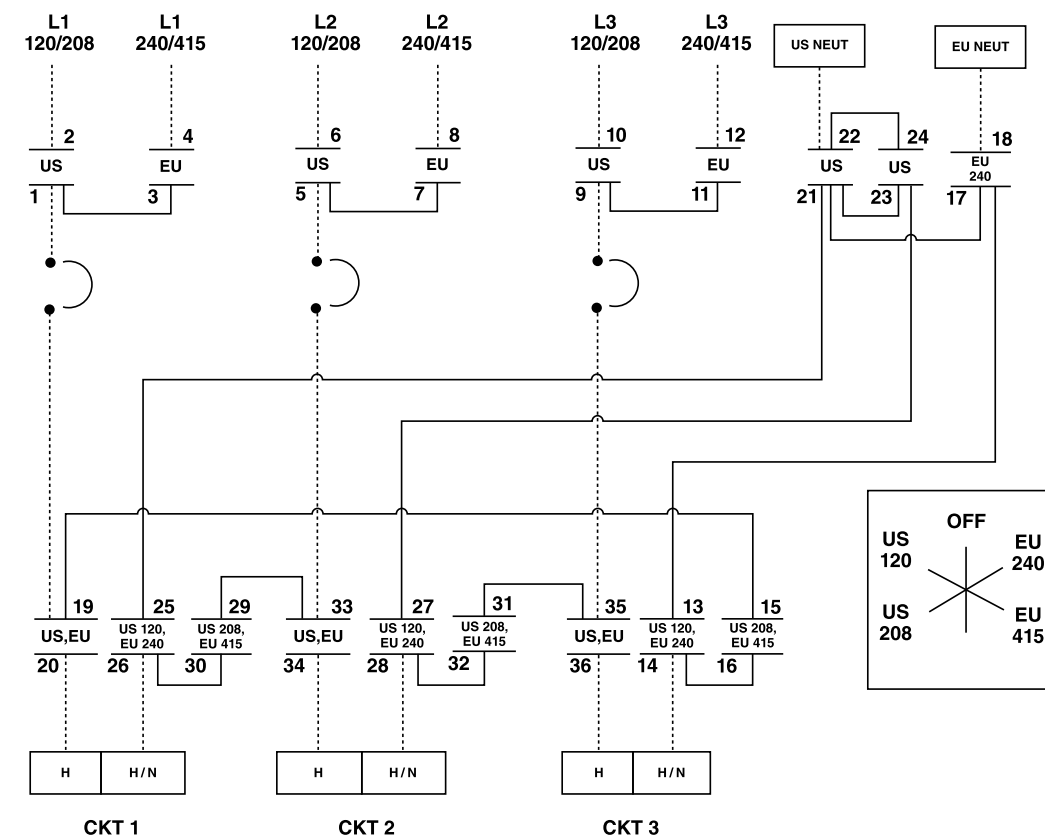 L1 L1 L2 L2 L3 L3
120/208 240/415 120/208 240/415 120/208 240/415
US NEUT EU NEUT
2 4 6 8 10 12 22 24 18
US EU US EU US EU US US EU
240
1 3 5 7 9 11 21 23 17
OFF
US
120
EU
240
US
208
EU
415
19 25 29 33 27 31 35 13 15
US,EU
US 120,
EU 240
US 208,
EU 415
US,EU
US 120,
EU 240
US 208,
EU 415
US,EU
US 120,
EU 240
US 208,
EU 415
20 26 30 34 28 32 36 14 16
H H/N H H/N H H/N
CKT 1 CKT 2 CKT 3